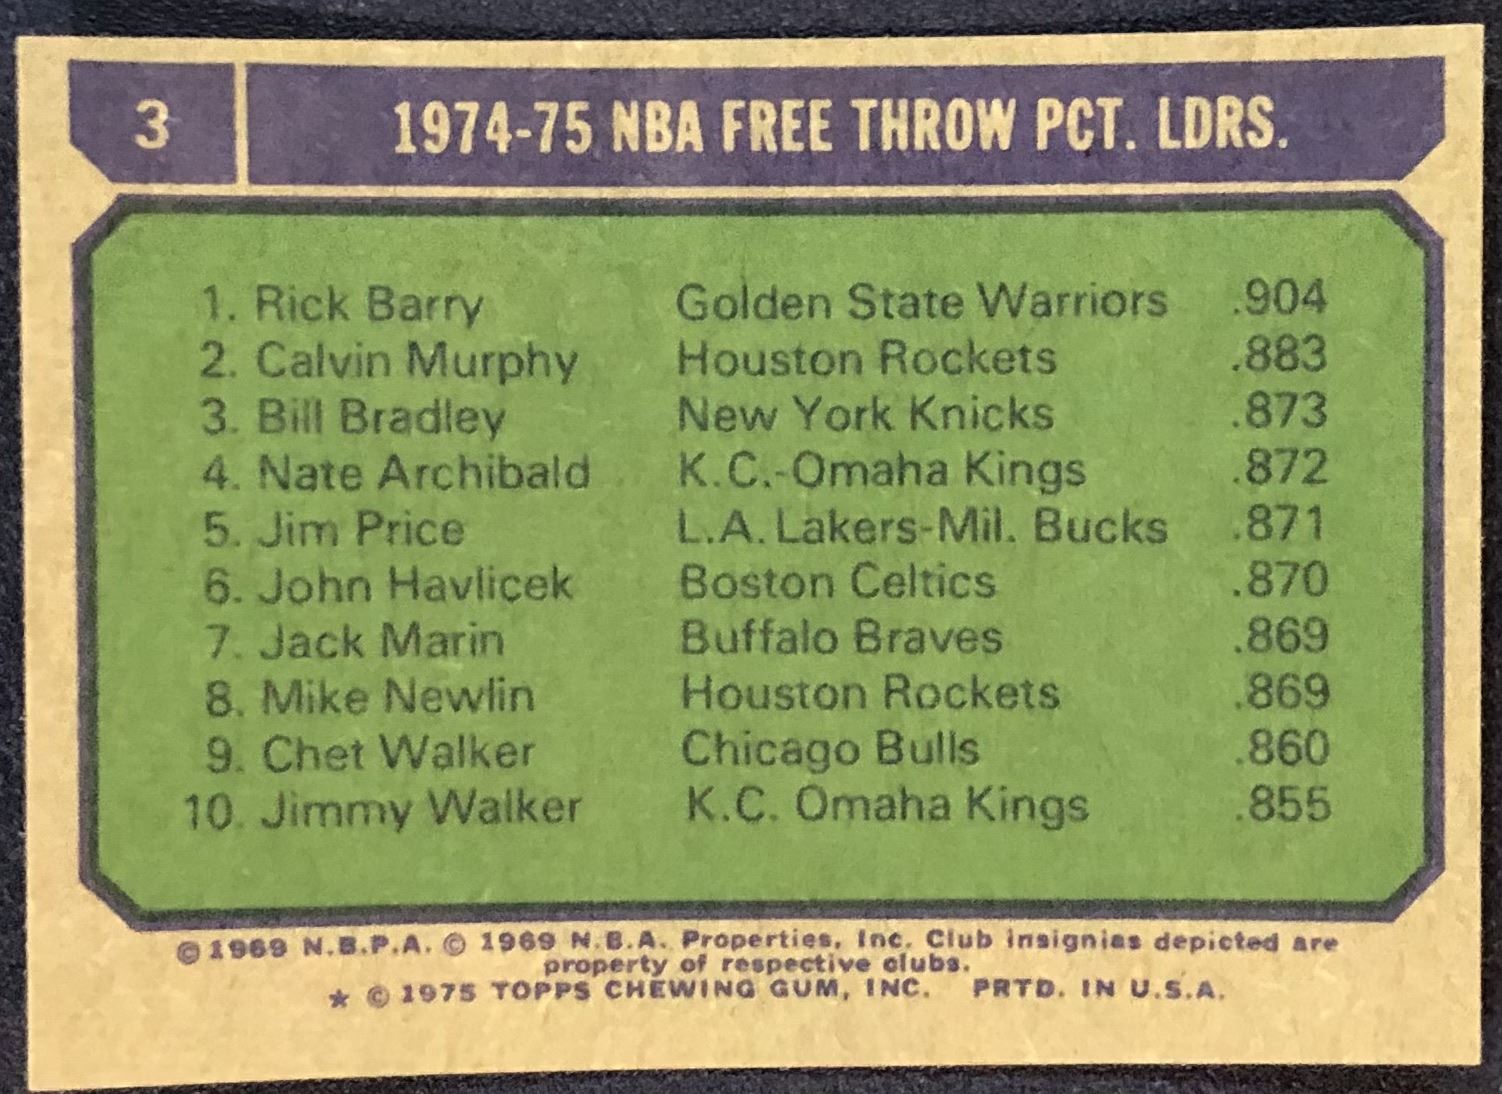 3 1974-75 NBA FREE THROW PCT. LDRS.
1. Rick Barry Golden State Warriors .904
2. Calvin Murphy Houston Rockets .883
3. Bill Bradley New York Knicks .873
4. Nate Archibald K.C.-Omaha Kings .872
5. Jim Price L.A. Lakers-Mil. Bucks .871
6. John Havlicek Boston Celtics .870
7. Jack Marin Buffalo Braves .869
8. Mike Newlin Houston Rockets .869
9. Chet Walker Chicago Bulls .860
10. Jimmy Walker K.C. Omaha Kings .855
© 1969 N.B.P.A. © 1969 N.B.A. Properties, Inc. Club insignias depicted are
property of respective clubs.
★ © 1975 TOPPS CHEWING GUM, INC. PRTD. IN U.S.A.